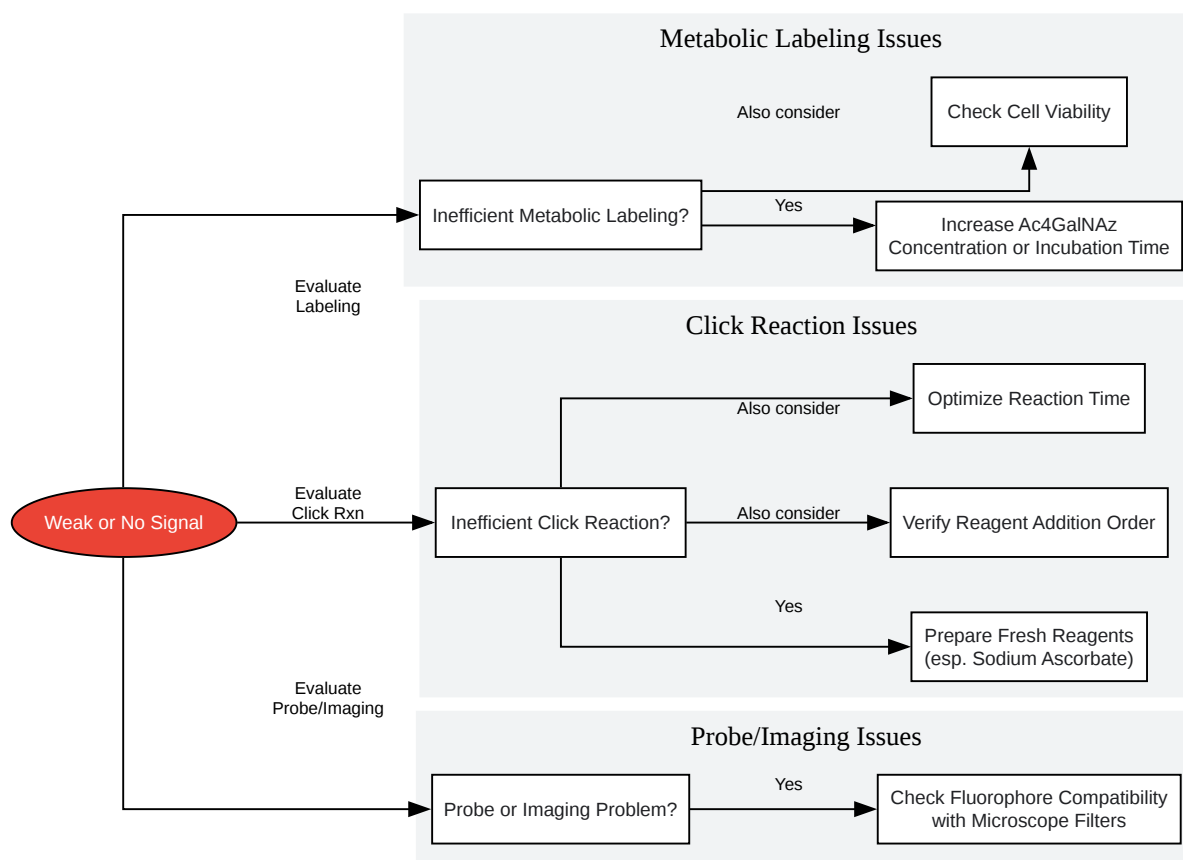 Metabolic Labeling Issues
Also consider
Check Cell Viability
Inefficient Metabolic Labeling?
Yes
Increase Ac4GalNAz
Concentration or Incubation Time
Evaluate
Labeling
Click Reaction Issues
Also consider
Optimize Reaction Time
Weak or No Signal
Evaluate
Click Rxn
Inefficient Click Reaction?
Also consider
Verify Reagent Addition Order
Yes
Prepare Fresh Reagents
(esp. Sodium Ascorbate)
Evaluate
Probe/Imaging
Probe/Imaging Issues
Probe or Imaging Problem?
Yes
Check Fluorophore Compatibility
with Microscope Filters